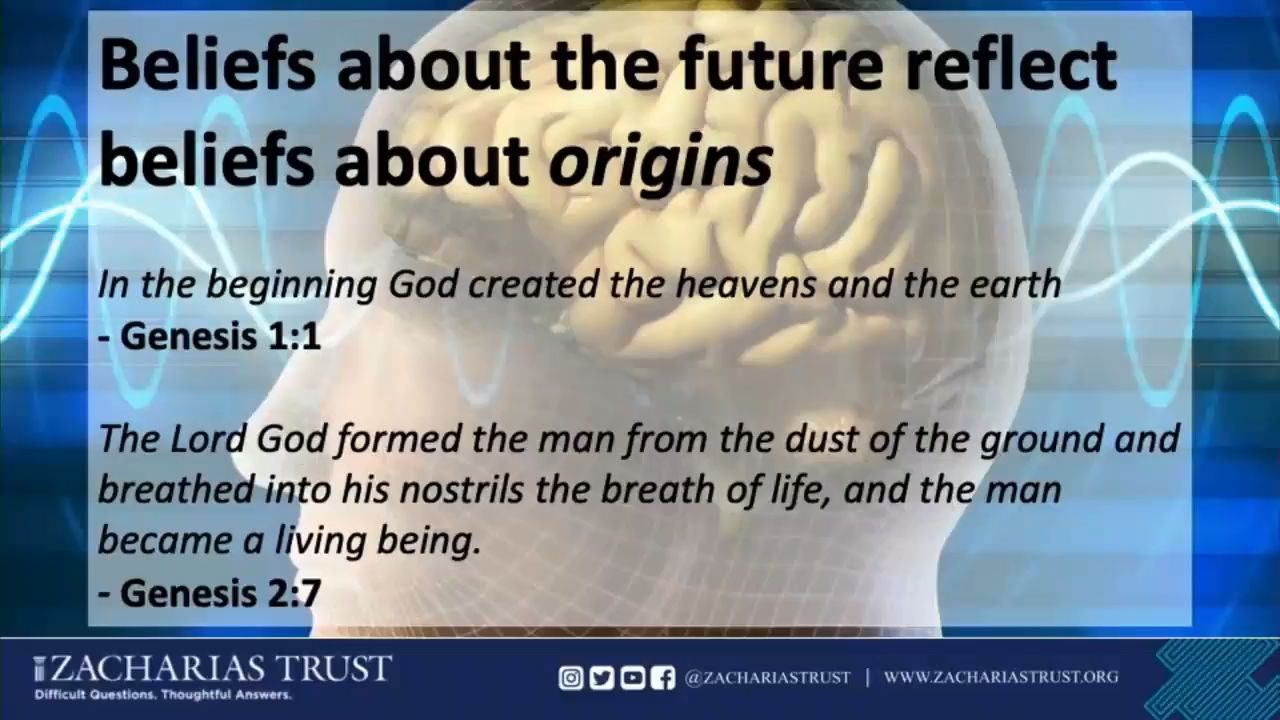 Beliefs about the future reflect
beliefs about origins
In the beginning God created the heavens and the earth
- Genesis 1:1
The Lord God formed the man from the dust of the ground and
breathed into his nostrils the breath of life, and the man
became a living being.
- Genesis 2:7
ZACHARIAS TRUST
Difficult Questions. Thoughtful Answers.
@ZACHARIASTRUST | WWW.ZACHARIASTRUST.ORG